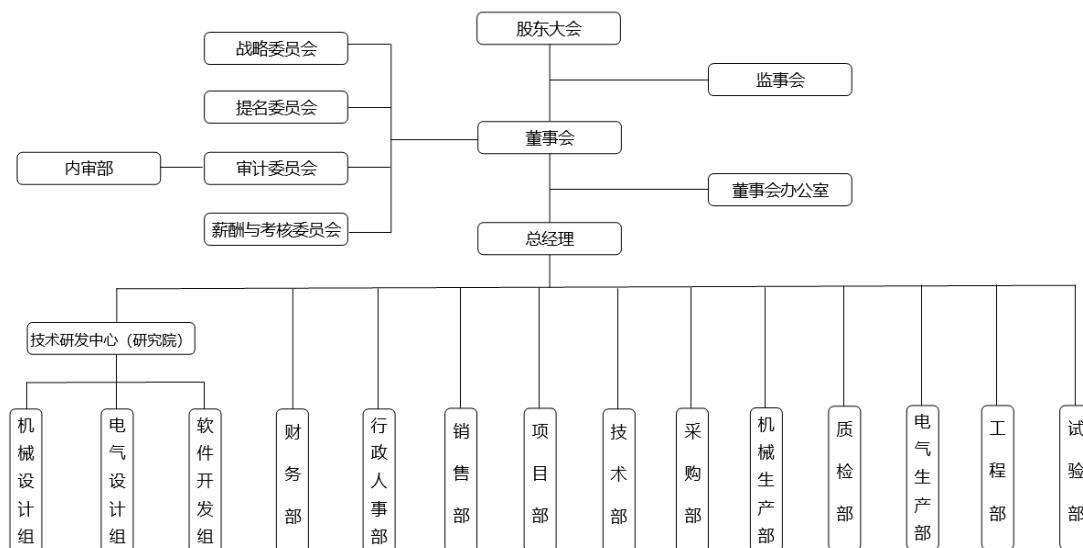 股东大会
战略委员会
监事会
提名委员会
董事会
内审部
审计委员会
董事会办公室
薪酬与考核委员会
总经理
技术研发中心（研究院）
机械设计组
电气设计组
软件开发组
财务部
行政人事部
销售部
项目部
技术部
采购部
机械生产部
质检部
电气生产部
工程部
试验部